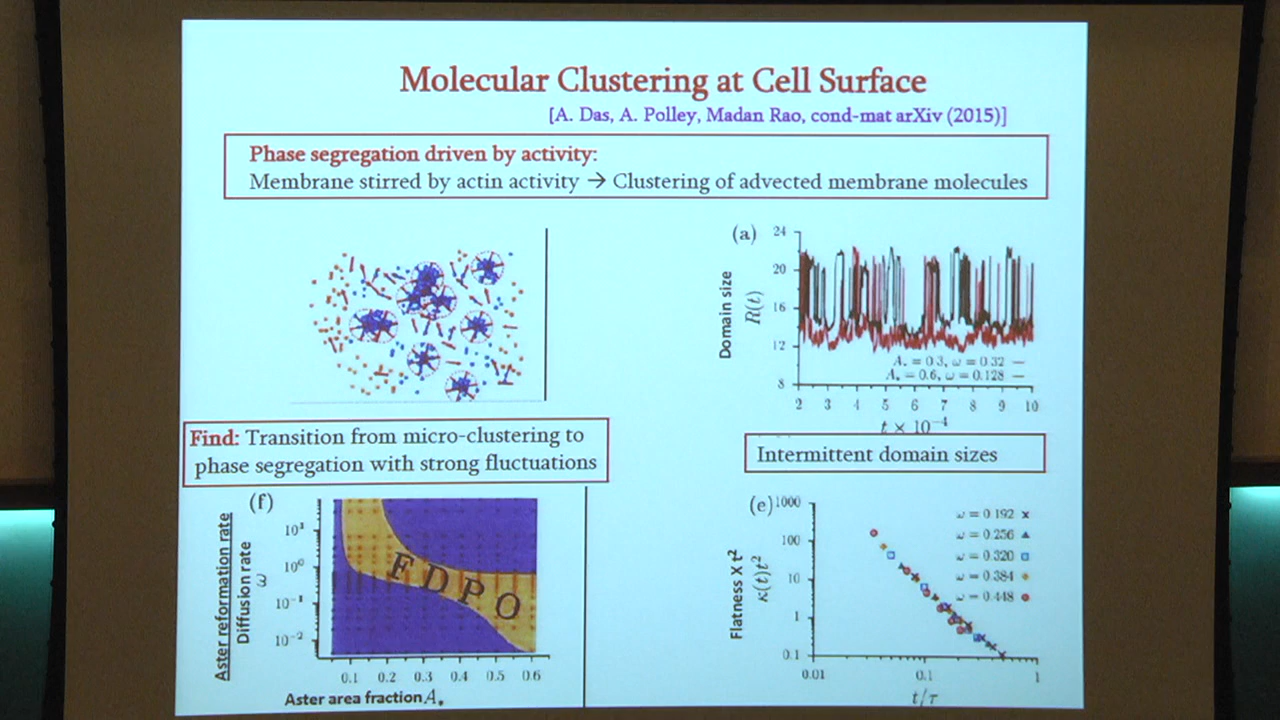 Molecular Clustering at Cell Surface
[A. Das, A. Polley, Madan Rao, cond-mat arXiv (2015)]
Phase segregation driven by activity:
Membrane stirred by actin activity → Clustering of advected membrane molecules
(a)
Domain size
R(t)
24
20
16
12
8
A. = 0.3, ω = 0.32 —
A. = 0.6, ω = 0.128 —
2 3 4 5 6 7 8 9 10
t × 10⁻⁴
Find: Transition from micro-clustering to
phase segregation with strong fluctuations
Intermittent domain sizes
(f)
Aster reformation rate
Diffusion rate
ω
10¹
10⁰
10⁻¹
10⁻²
FDPO
0.1 0.2 0.3 0.4 0.5 0.6
Aster area fraction A.
(e)
Flatness X t²
κ(t)t²
1000
100
10
1
0.1
ω = 0.192 ×
ω = 0.256 ▲
ω = 0.320 □
ω = 0.384
ω = 0.448
0.01 0.1 1
t/τ